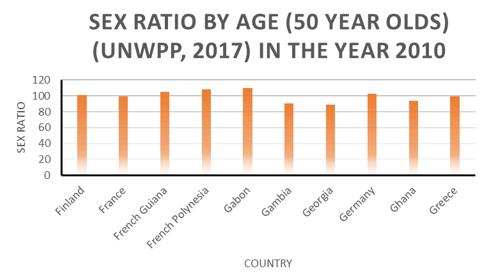 SEX RATIO BY AGE (50 YEAR OLDS)
(UNWPP, 2017) IN THE YEAR 2010
120
100
80
60
40
20
0
SEX RATIO
Finland
France
French Guiana
French Polynesia
Gabon
Gambia
Georgia
Germany
Ghana
Greece
COUNTRY